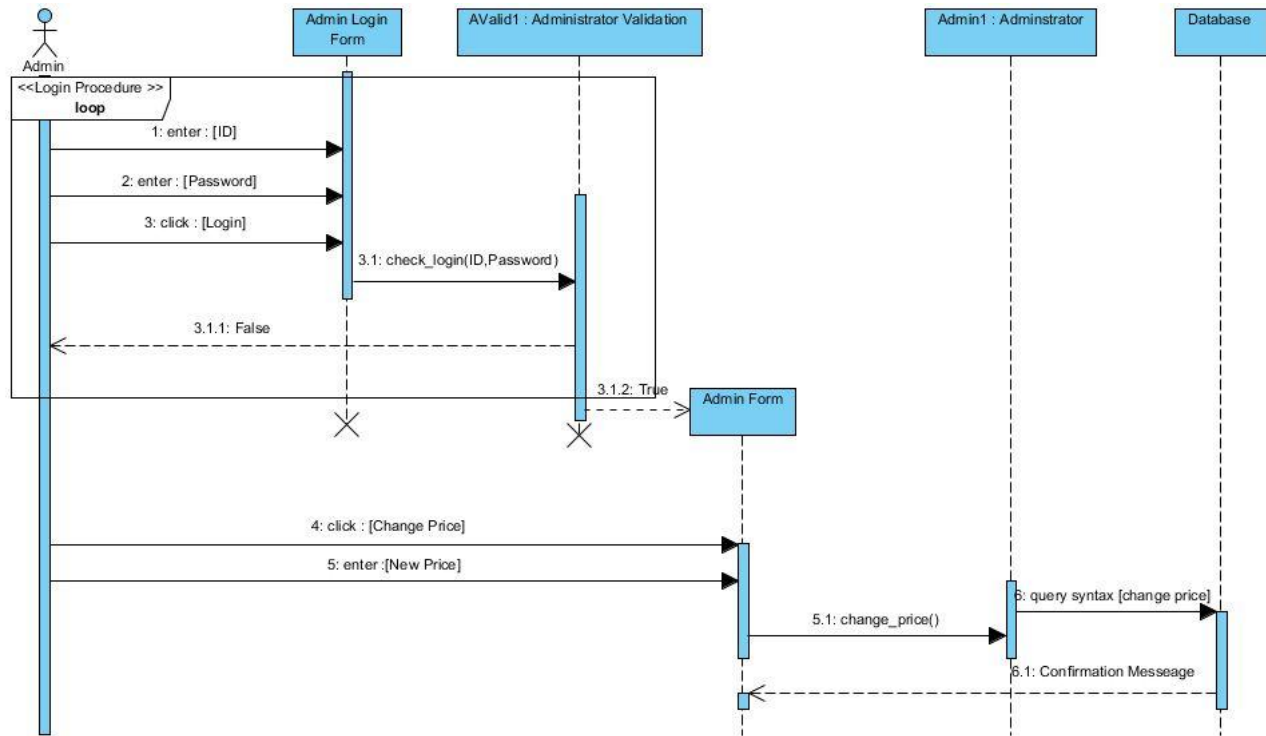 Admin
Admin Login
Form
AValid1 : Administrator Validation
Admin1 : Adminstrator
Database
<<Login Procedure >>
loop
1: enter : [ID]
2: enter : [Password]
3: click : [Login]
3.1: check_login(ID,Password)
3.1.1: False
3.1.2: True
Admin Form
4: click : [Change Price]
5: enter :[New Price]
6: query syntax [change price]
5.1: change_price()
6.1: Confirmation Messeage